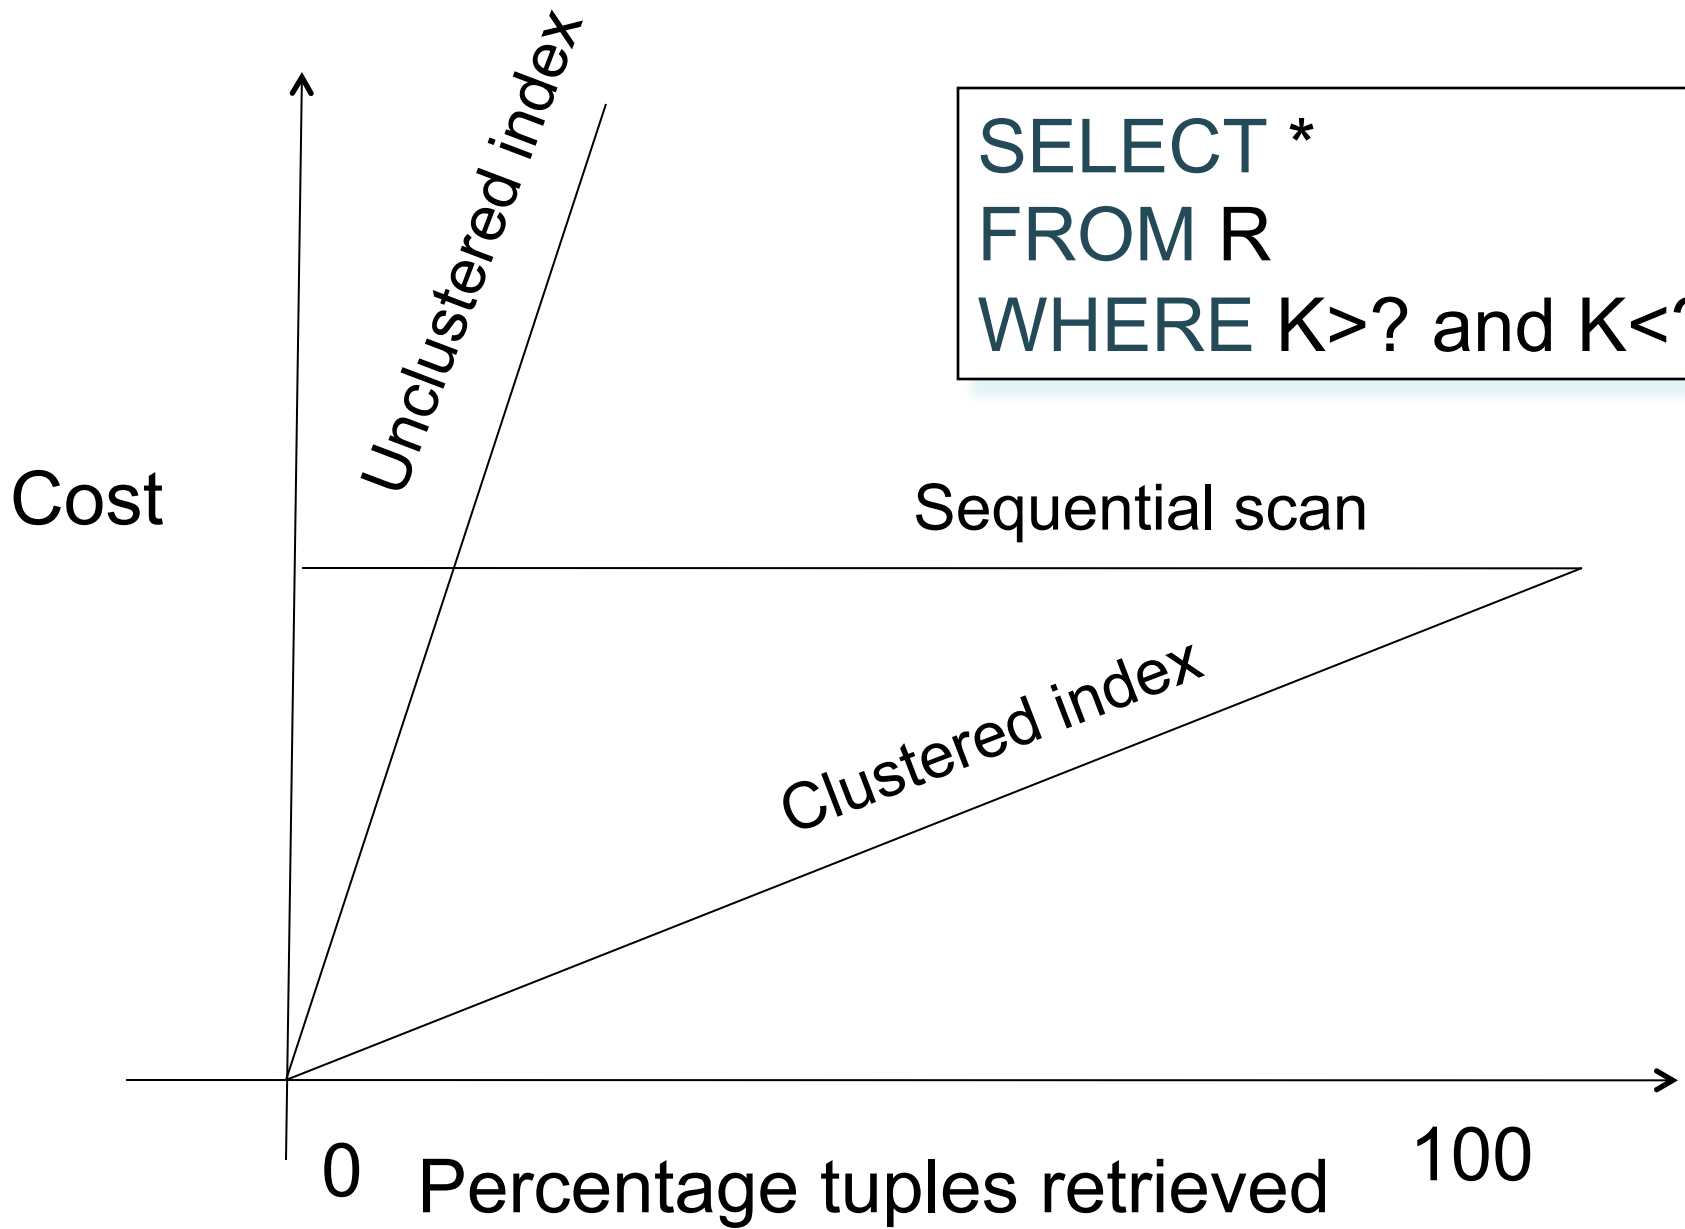 Unclustered index
SELECT *
FROM R
WHERE K>? and K<?
Cost
Sequential scan
Clustered index
0
Percentage tuples retrieved
100